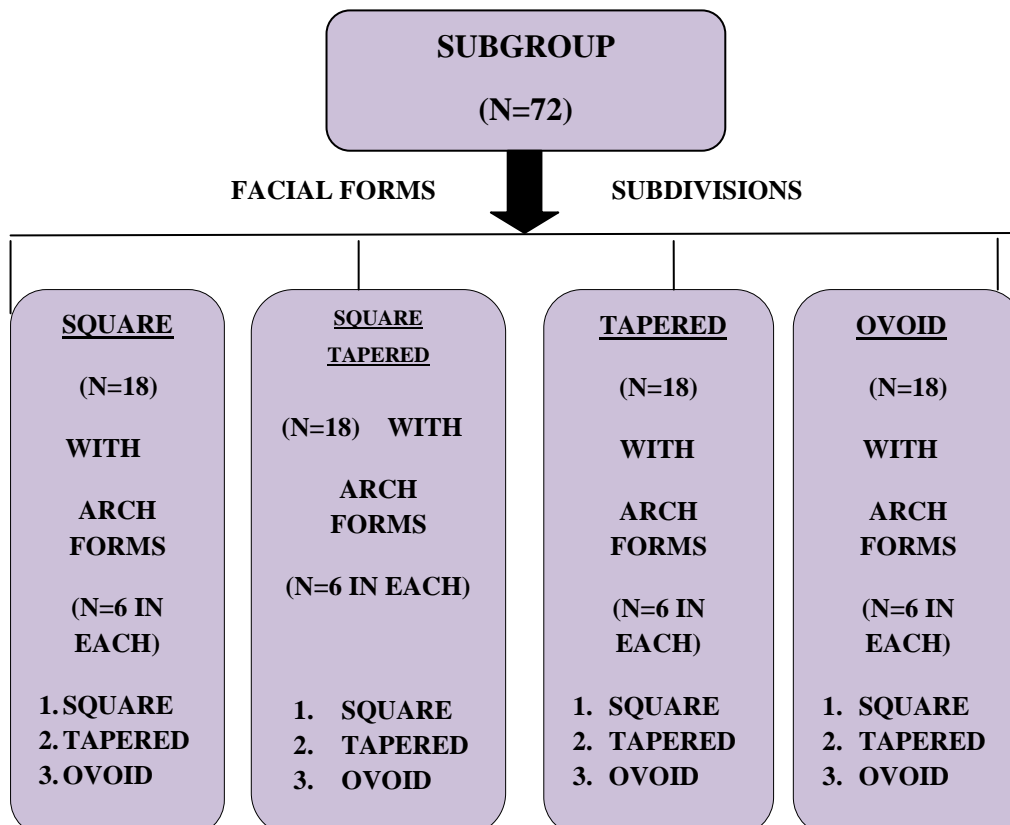 SUBGROUP
(N=72)
FACIAL FORMS
SUBDIVISIONS
SQUARE
(N=18)
WITH
ARCH
FORMS
(N=6 IN
EACH)
1. SQUARE
2. TAPERED
3. OVOID
SQUARE
TAPERED
(N=18) WITH
ARCH
FORMS
(N=6 IN EACH)
1. SQUARE
2. TAPERED
3. OVOID
TAPERED
(N=18)
WITH
ARCH
FORMS
(N=6 IN
EACH)
1. SQUARE
2. TAPERED
3. OVOID
OVOID
(N=18)
WITH
ARCH
FORMS
(N=6 IN
EACH)
1. SQUARE
2. TAPERED
3. OVOID